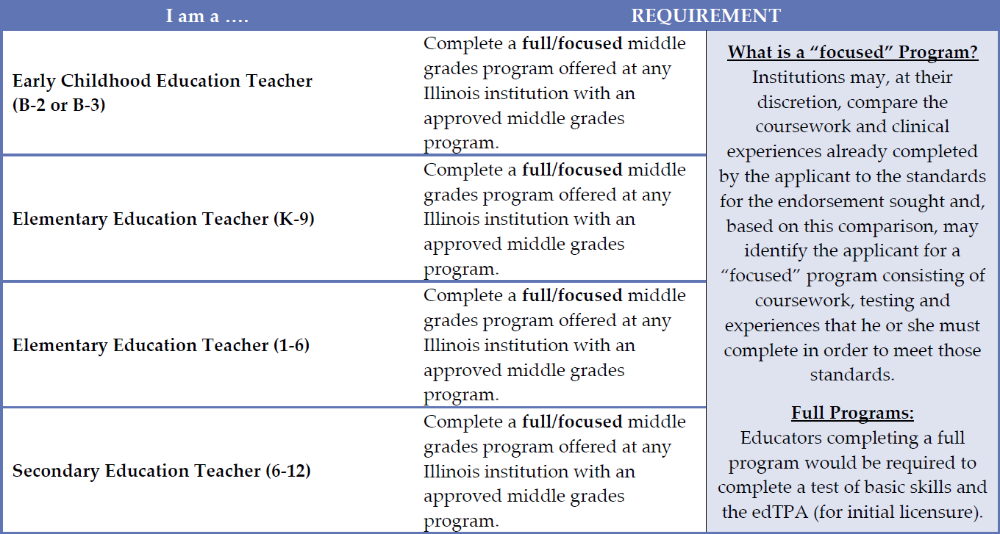 I am a ….
REQUIREMENT
Early Childhood Education Teacher
(B-2 or B-3)
Complete a full/focused middle
grades program offered at any
Illinois institution with an
approved middle grades
program.
Elementary Education Teacher (K-9)
Complete a full/focused middle
grades program offered at any
Illinois institution with an
approved middle grades
program.
Elementary Education Teacher (1-6)
Complete a full/focused middle
grades program offered at any
Illinois institution with an
approved middle grades
program.
Secondary Education Teacher (6-12)
Complete a full/focused middle
grades program offered at any
Illinois institution with an
approved middle grades
program.
What is a “focused” Program?
Institutions may, at their
discretion, compare the
coursework and clinical
experiences already completed
by the applicant to the standards
for the endorsement sought and,
based on this comparison, may
identify the applicant for a
“focused” program consisting of
coursework, testing and
experiences that he or she must
complete in order to meet those
standards.
Full Programs:
Educators completing a full
program would be required to
complete a test of basic skills and
the edTPA (for initial licensure).